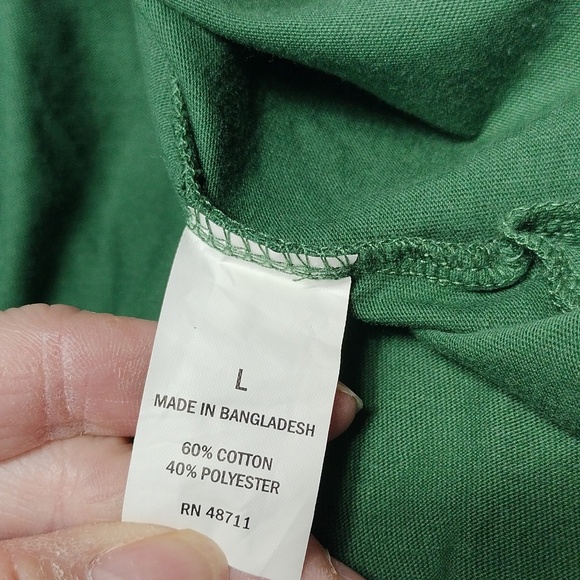 L
MADE IN BANGLADESH
60% COTTON
40% POLYESTER
RN 48711